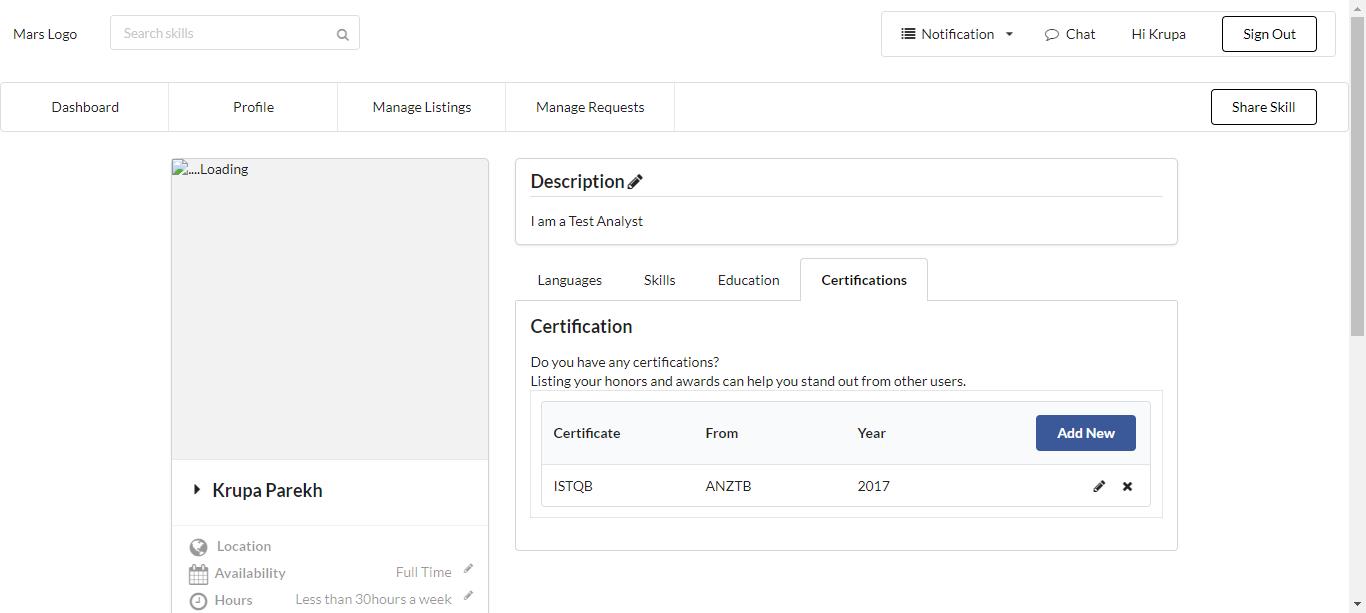 Mars Logo
Search skills
Notification
Chat
Hi Krupa
Sign Out
Dashboard
Profile
Manage Listings
Manage Requests
Share Skill
....Loading
Krupa Parekh
Location
Availability Full Time
Hours Less than 30hours a week
Description
I am a Test Analyst
Languages
Skills
Education
Certifications
Certification
Do you have any certifications?
Listing your honors and awards can help you stand out from other users.
Certificate From Year Add New
ISTQB ANZTB 2017